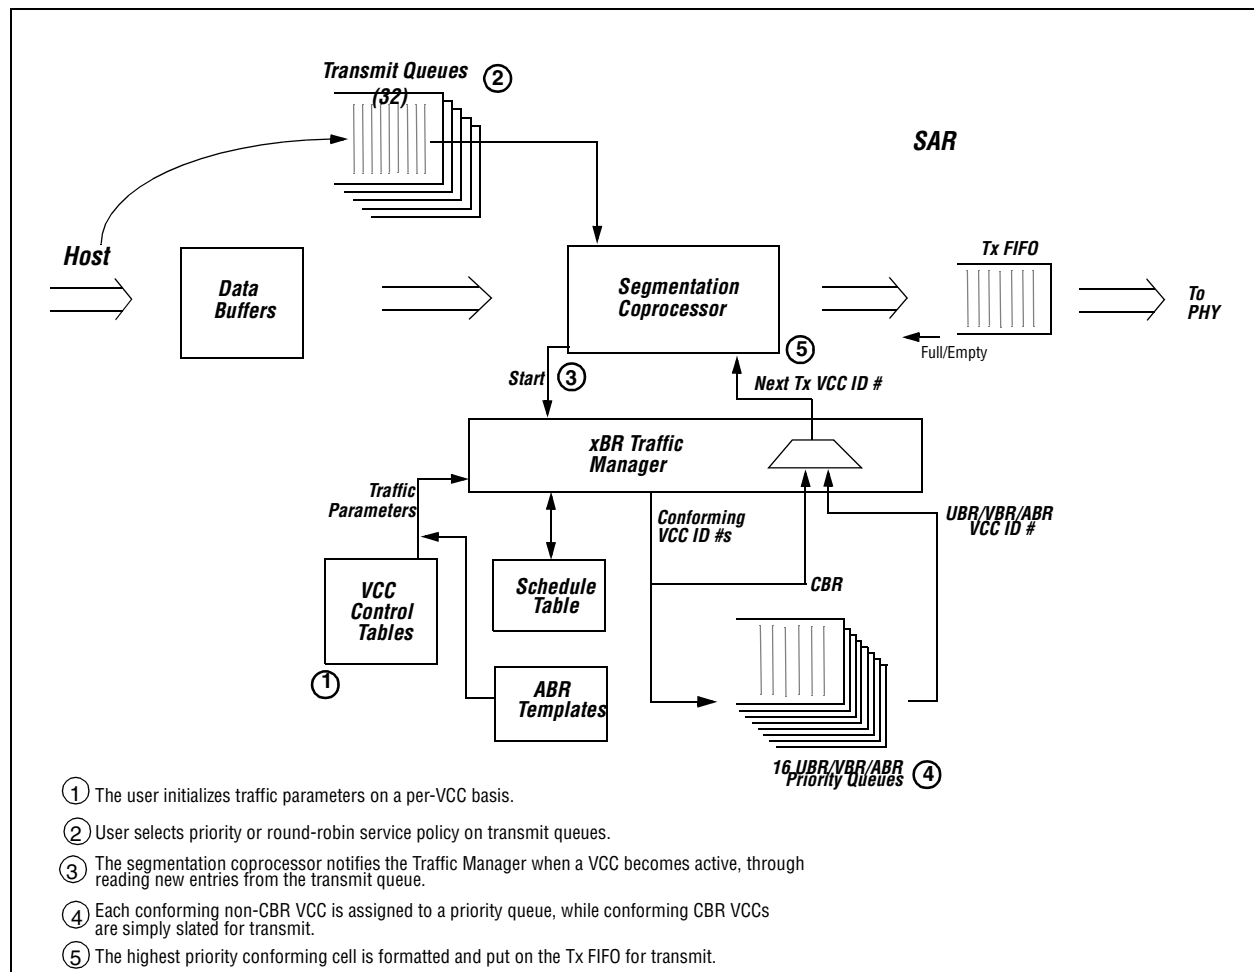 Transmit Queues
(32)
2
SAR
Host
Data
Buffers
Segmentation
Coprocessor
Tx FIFO
To
PHY
Full/Empty
5
Start
3
Next Tx VCC ID #
xBR Traffic
Manager
Traffic
Parameters
Conforming
VCC ID #s
UBR/VBR/ABR
VCC ID #
VCC
Control
Tables
Schedule
Table
CBR
1
ABR
Templates
16 UBR/VBR/ABR
Priority Queues
4
1 The user initializes traffic parameters on a per-VCC basis.
2 User selects priority or round-robin service policy on transmit queues.
3 The segmentation coprocessor notifies the Traffic Manager when a VCC becomes active, through
reading new entries from the transmit queue.
4 Each conforming non-CBR VCC is assigned to a priority queue, while conforming CBR VCCs
are simply slated for transmit.
5 The highest priority conforming cell is formatted and put on the Tx FIFO for transmit.